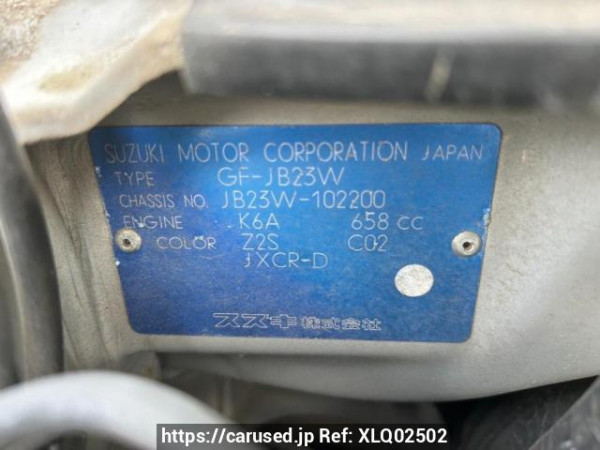 SUZUKI MOTOR CORPORATION JAPAN
TYPE GF-JB23W
CHASSIS NO. JB23W-102200
ENGINE K6A 658 CC
COLOR Z2S C02
JXCR-D
スズキ株式会社
https://carused.jp Ref: XLQ02502